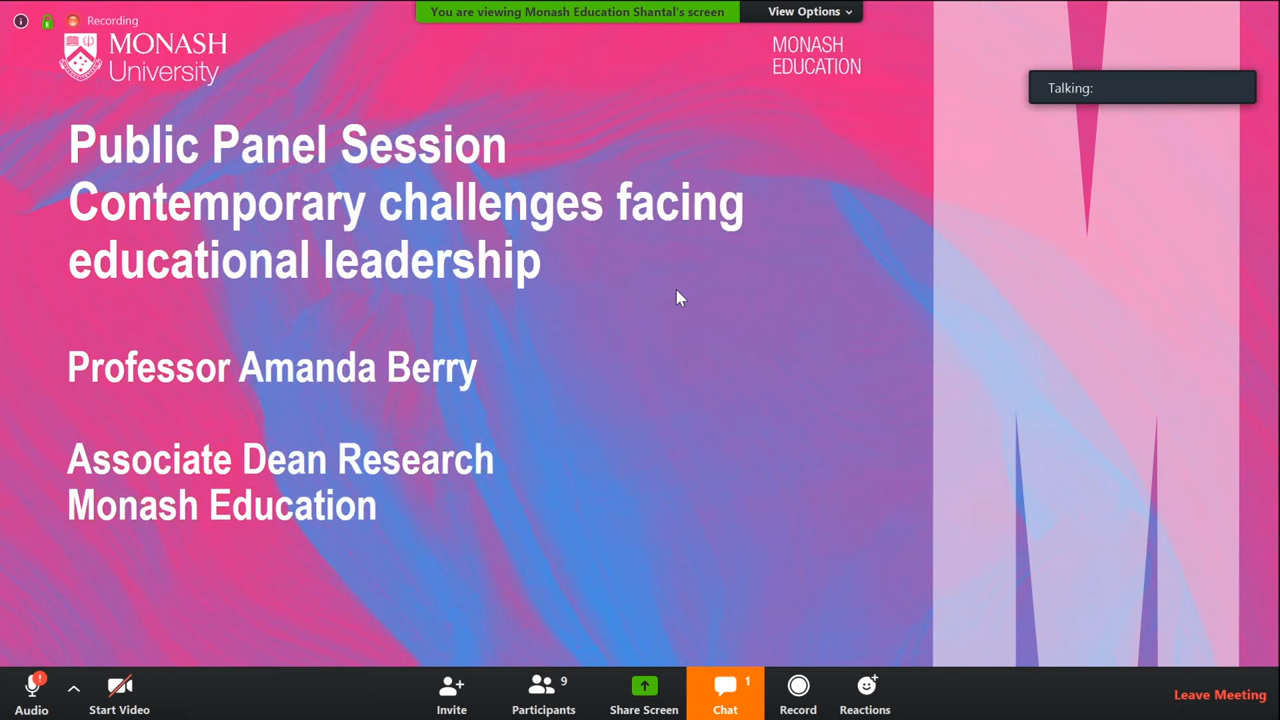 You are viewing Monash Education Shantal's screen
View Options
Recording
MONASH
University
MONASH
EDUCATION
Talking:
Public Panel Session
Contemporary challenges facing
educational leadership
Professor Amanda Berry
Associate Dean Research
Monash Education
Audio
Start Video
Invite
Participants 9
Share Screen
Chat 1
Record
Reactions
Leave Meeting